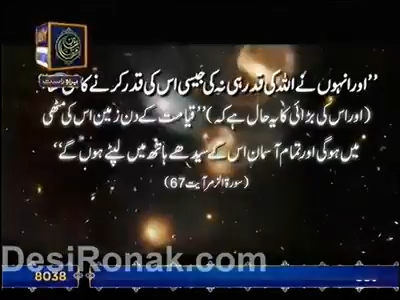 براہ راست
’’اور انہوں نے اللہ کی قدر ہی نہ کی جیسی اس کی قدر کرنے کا
(اور اس کی بڑائی کا یہ حال ہے کہ )’’قیامت کے دن زمین اس کی مٹھی
میں ہوگی اور تمام آسمان اس کے سیدھے ہاتھ میں لپٹے ہوں گے‘‘
(سورۃ الزمر آیت 67)
DesiRonak.com
8038